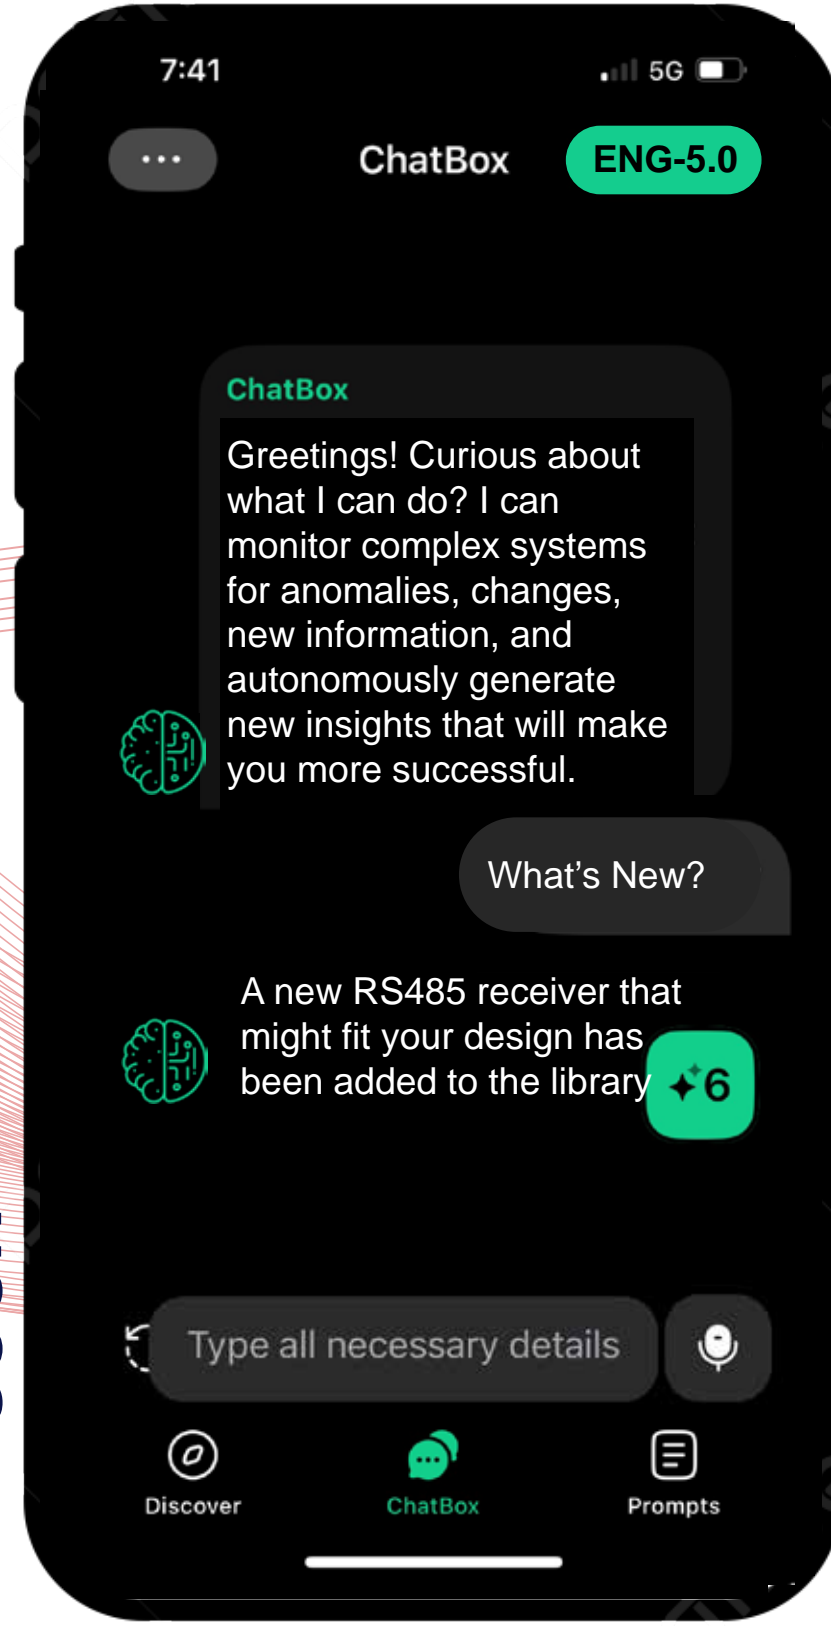 7:41
5G
...
ChatBox
ENG-5.0
ChatBox
Greetings! Curious about
what I can do? I can
monitor complex systems
for anomalies, changes,
new information, and
autonomously generate
new insights that will make
you more successful.
What's New?
A new RS485 receiver that
might fit your design has
been added to the library
6
Type all necessary details
Discover
ChatBox
Prompts